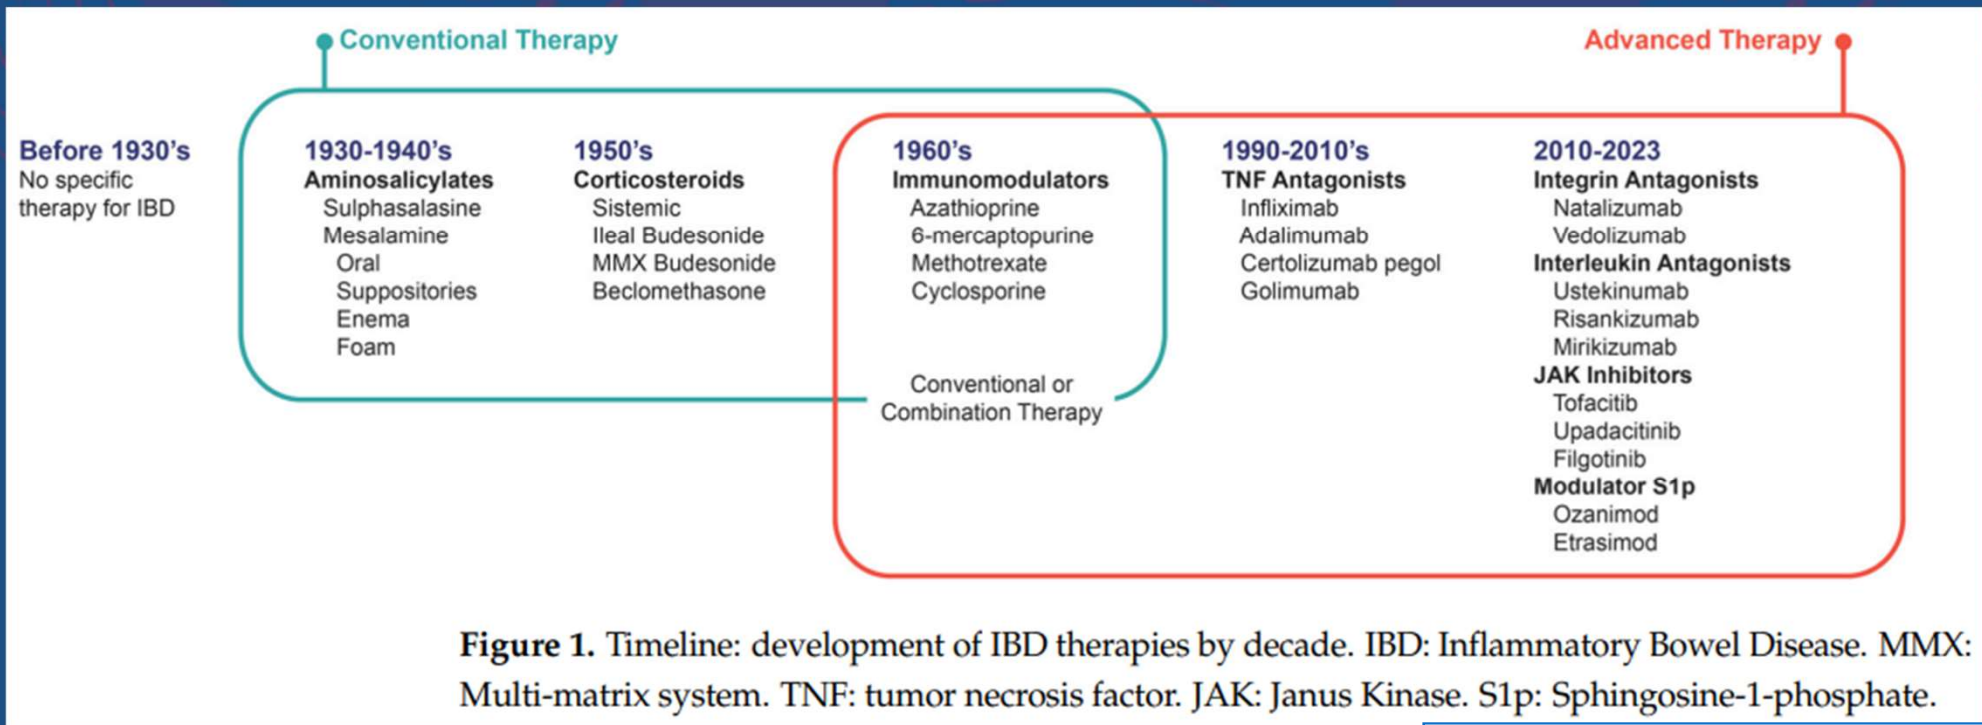 Conventional Therapy
Advanced Therapy
Before 1930's
No specific
therapy for IBD
1930-1940's
Aminosalicylates
Sulphasalasine
Mesalamine
Oral
Suppositories
Enema
Foam
1950's
Corticosteroids
Sistemic
Ileal Budesonide
MMX Budesonide
Beclomethasone
1960's
Immunomodulators
Azathioprine
6-mercaptopurine
Methotrexate
Cyclosporine
Conventional or
Combination Therapy
1990-2010's
TNF Antagonists
Infliximab
Adalimumab
Certolizumab pegol
Golimumab
2010-2023
Integrin Antagonists
Natalizumab
Vedolizumab
Interleukin Antagonists
Ustekinumab
Risankizumab
Mirikizumab
JAK Inhibitors
Tofacitib
Upadacitinib
Filgotinib
Modulator S1p
Ozanimod
Etrasimod
Figure 1. Timeline: development of IBD therapies by decade. IBD: Inflammatory Bowel Disease. MMX:
Multi-matrix system. TNF: tumor necrosis factor. JAK: Janus Kinase. S1p: Sphingosine-1-phosphate.